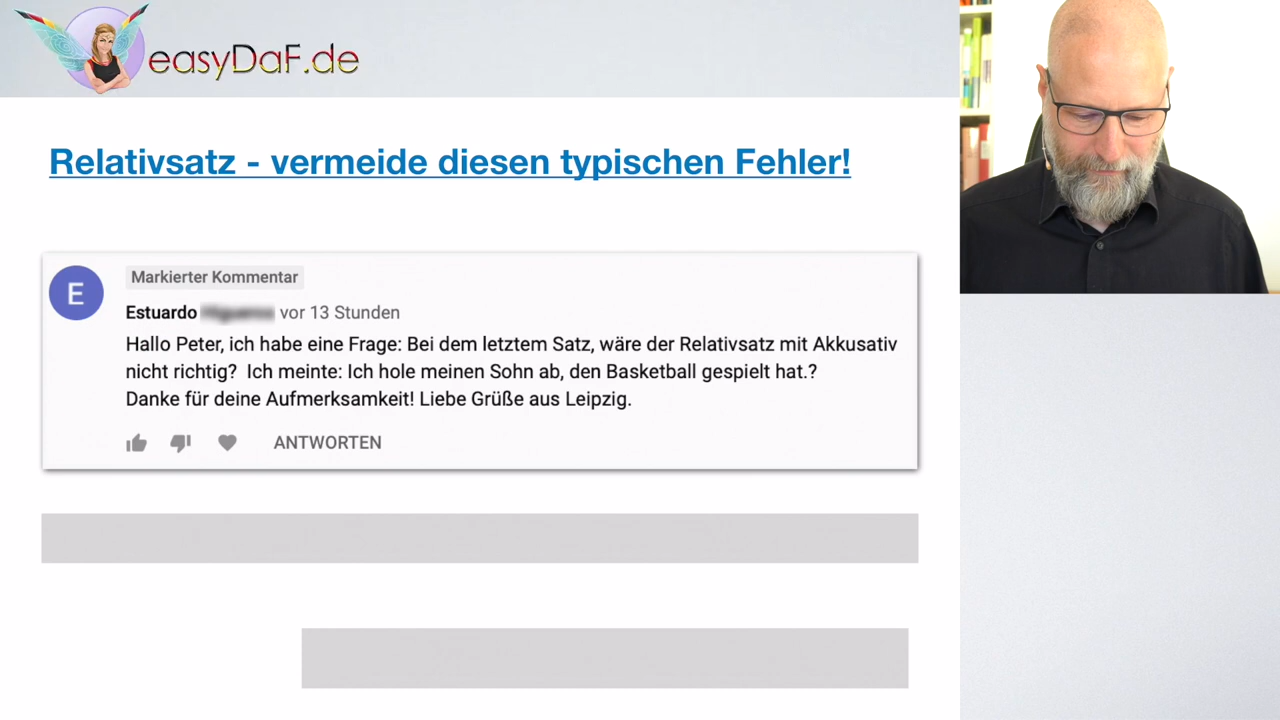 easyDaF.de
Relativsatz - vermeide diesen typischen Fehler!
E
Markierter Kommentar
Estuardo vor 13 Stunden
Hallo Peter, ich habe eine Frage: Bei dem letztem Satz, wäre der Relativsatz mit Akkusativ
nicht richtig? Ich meinte: Ich hole meinen Sohn ab, den Basketball gespielt hat.?
Danke für deine Aufmerksamkeit! Liebe Grüße aus Leipzig.
ANTWORTEN